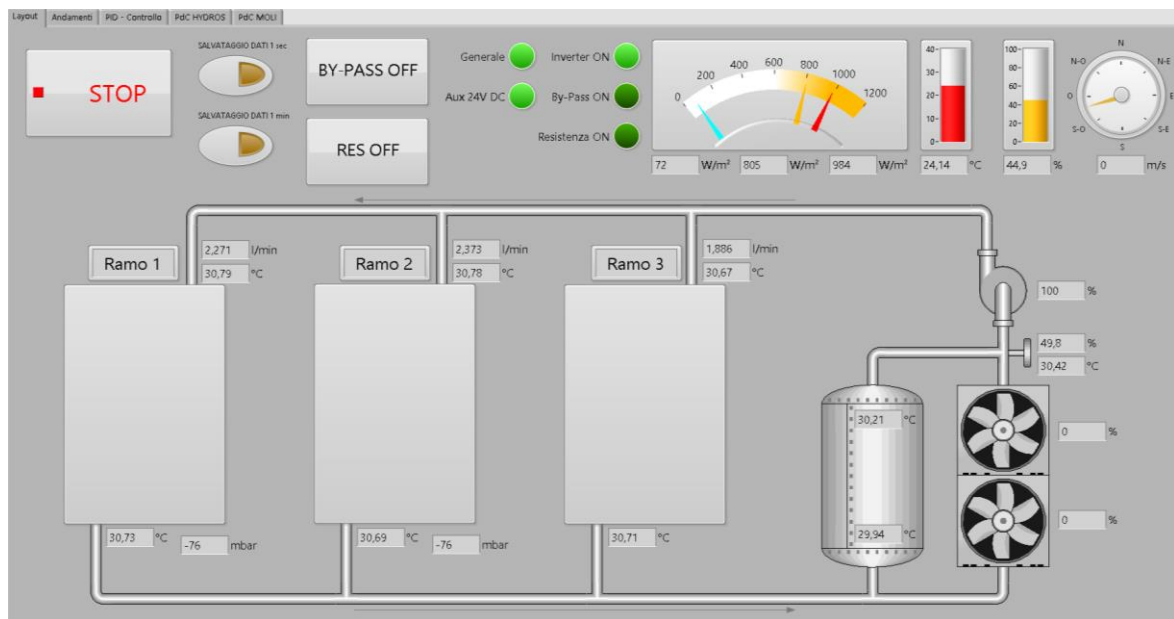 Layout Andamenti PID - Controllo PdC HYDROS PdC MOLI
STOP
SALVATAGGIO DATI 1 sec
SALVATAGGIO DATI 1 min
BY-PASS OFF
RES OFF
Generale
Inverter ON
Aux 24V DC
By-Pass ON
Resistenza ON
0 200 400 600 800 1000 1200
72 W/m² 805 W/m² 984 W/m²
40-
30-
20-
10-
0-
24,14 °C
100-
80-
60-
40-
20-
0-
44,9 %
N
N-O N-E
O E
S-O S-E
S
0 m/s
Ramo 1
2,271 l/min
30,79 °C
Ramo 2
2,373 l/min
30,78 °C
Ramo 3
1,886 l/min
30,67 °C
100 %
49,8 %
30,42 °C
30,21 °C
0 %
0 %
29,94 °C
30,73 °C
-76 mbar
30,69 °C
-76 mbar
30,71 °C